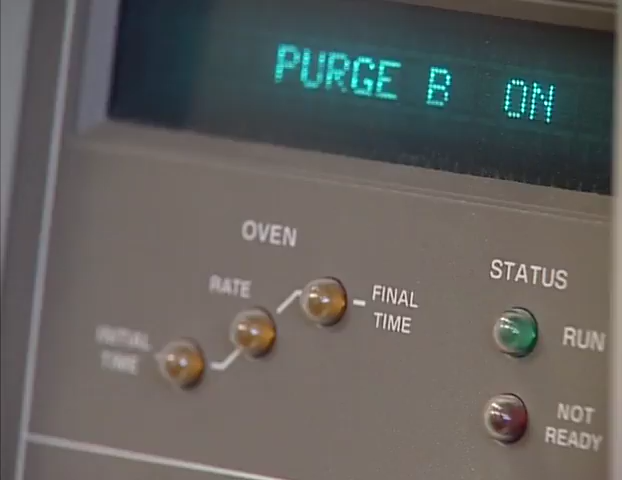 PURGE B ON
OVEN
STATUS
RATE
FINAL
TIME
INITIAL
TIME
RUN
NOT
READY